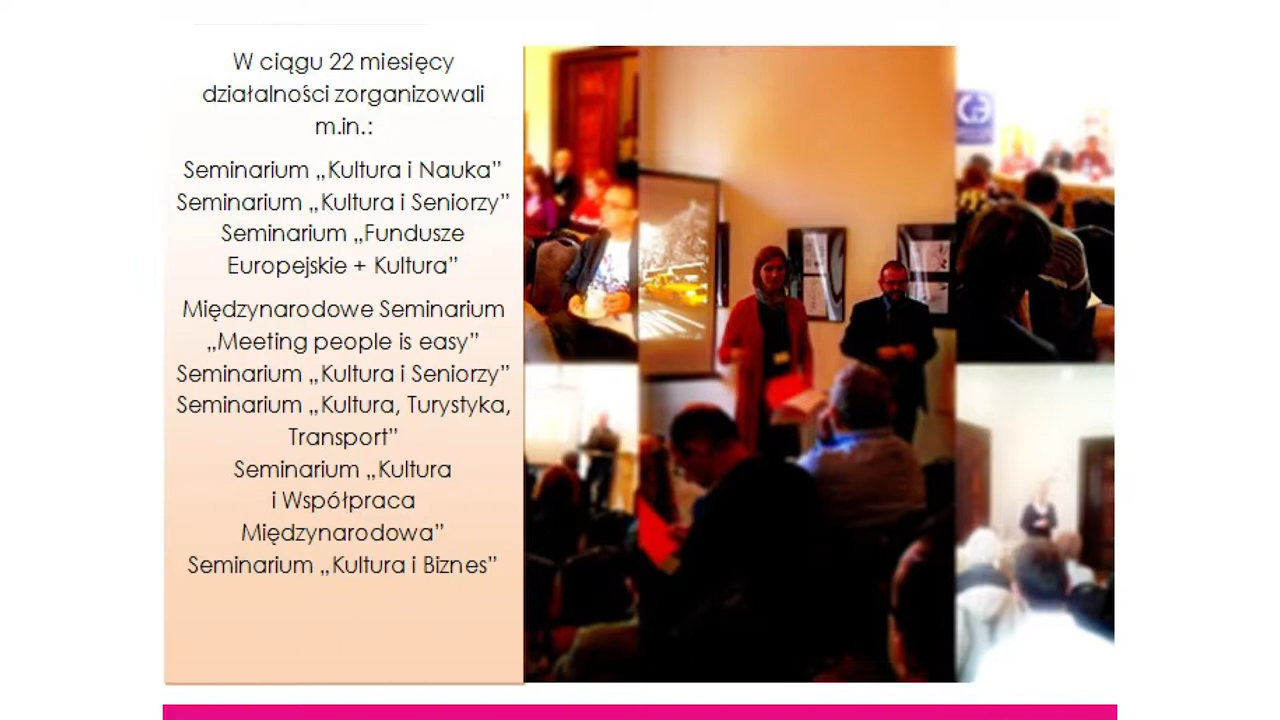 W ciągu 22 miesięcy
działalności zorganizowali
m.in.:
Seminarium „Kultura i Nauka”
Seminarium „Kultura i Seniorzy”
Seminarium „Fundusze
Europejskie + Kultura”
Międzynarodowe Seminarium
„Meeting people is easy”
Seminarium „Kultura i Seniorzy”
Seminarium „Kultura, Turystyka,
Transport”
Seminarium „Kultura
i Współpraca
Międzynarodowa”
Seminarium „Kultura i Biznes”